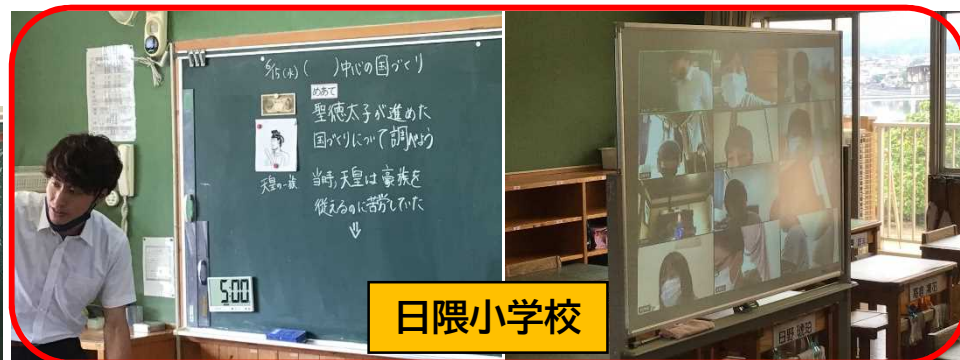 6/15(水) (　　)中心の国づくり
めあて
聖徳太子が進めた
国づくりについて調べよう
天皇の一族
当時、天皇は豪族を
従えるのに苦労していた
⇓
5:00
日隈小学校